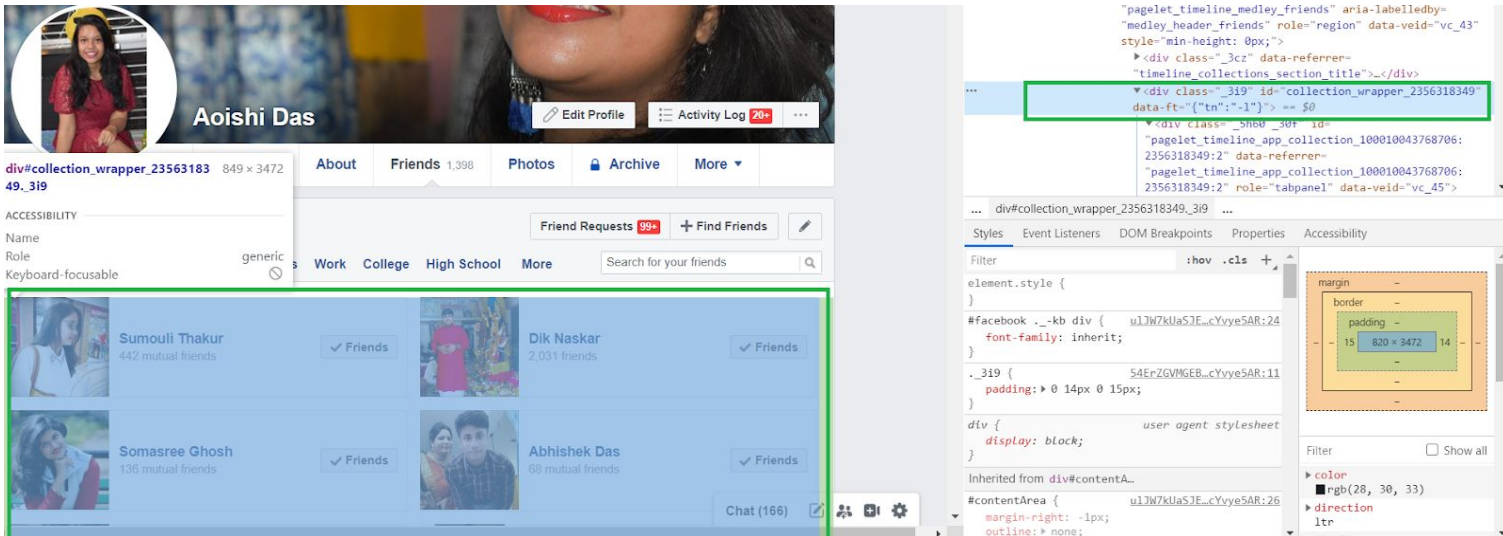 Aoishi Das
Edit Profile
Activity Log 20+
...
div#collection_wrapper_23563183
49._3i9
849 × 3472
ACCESSIBILITY
Name
Role generic
Keyboard-focusable
About Friends 1,398 Photos Archive More
Friend Requests 99+ Find Friends
s Work College High School More Search for your friends
Sumouli Thakur
442 mutual friends
Friends
Dik Naskar
2,031 friends
Friends
Somasree Ghosh
136 mutual friends
Friends
Abhishek Das
68 mutual friends
Friends
Chat (166)
"pagelet_timeline_medley_friends" aria-labelledby=
"medley_header_friends" role="region" data-veid="vc_43"
style="min-height: 0px;">
<div class="_3cz" data-referrer=
"timeline_collections_section_title">…</div>
... <div class="_3i9" id="collection_wrapper_2356318349"
data-ft="{"tn":"-l"}"> == $0
<div class="_5h60 _30f" id=
"pagelet_timeline_app_collection_100010043768706:
2356318349:2" data-referrer=
"pagelet_timeline_app_collection_100010043768706:
2356318349:2" role="tabpanel" data-veid="vc_45">
... div#collection_wrapper_2356318349._3i9 ...
Styles Event Listeners DOM Breakpoints Properties Accessibility
Filter :hov .cls +
element.style {
}
#facebook ._-kb div { ulJW7kUaSJE…cYvye5AR:24
font-family: inherit;
}
._3i9 { 54ErZGVMGEB…cYvye5AR:11
padding: 0 14px 0 15px;
}
div { user agent stylesheet
display: block;
}
Inherited from div#contentA…
#contentArea { ulJW7kUaSJE…cYvye5AR:26
margin-right: -1px;
outline: none;
margin –
border –
padding –
– – 15 820 × 3472 14 – –
–
–
–
Filter Show all
color
rgb(28, 30, 33)
direction
ltr